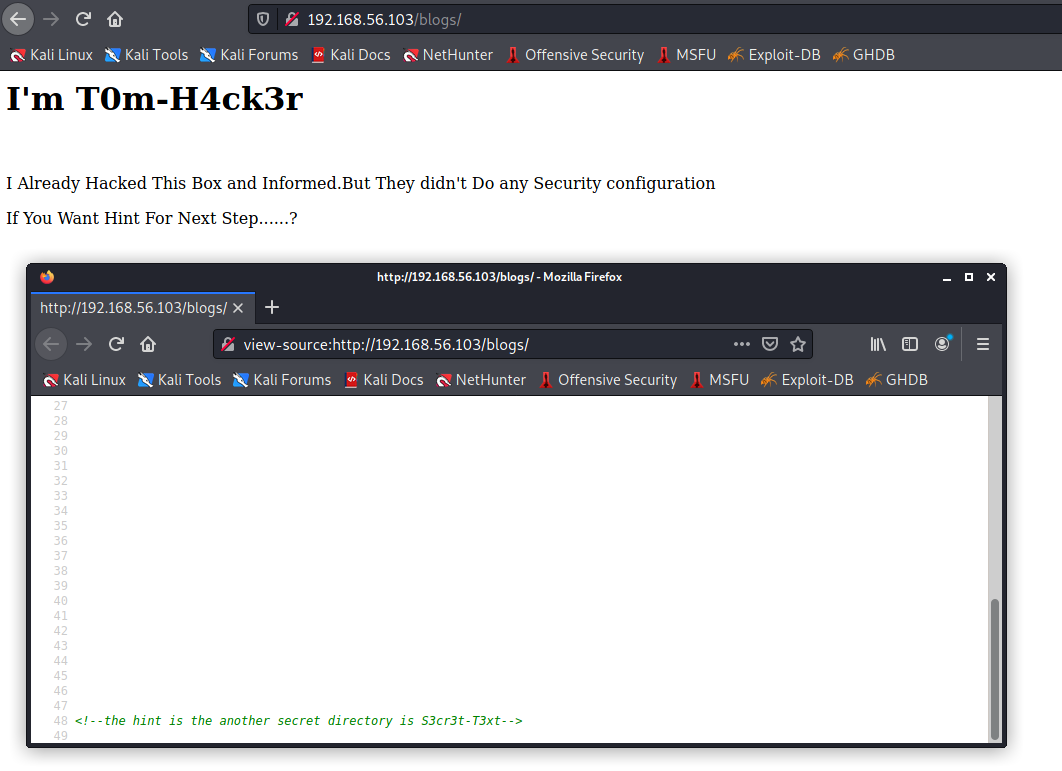 192.168.56.103/blogs/
Kali Linux Kali Tools Kali Forums Kali Docs NetHunter Offensive Security MSFU Exploit-DB GHDB
I'm T0m-H4ck3r
I Already Hacked This Box and Informed.But They didn't Do any Security configuration
If You Want Hint For Next Step......?
http://192.168.56.103/blogs/ - Mozilla Firefox
http://192.168.56.103/blogs/
view-source:http://192.168.56.103/blogs/
Kali Linux Kali Tools Kali Forums Kali Docs NetHunter Offensive Security MSFU Exploit-DB GHDB
27
28
29
30
31
32
33
34
35
36
37
38
39
40
41
42
43
44
45
46
47
48 <!--the hint is the another secret directory is S3cr3t-T3xt-->
49